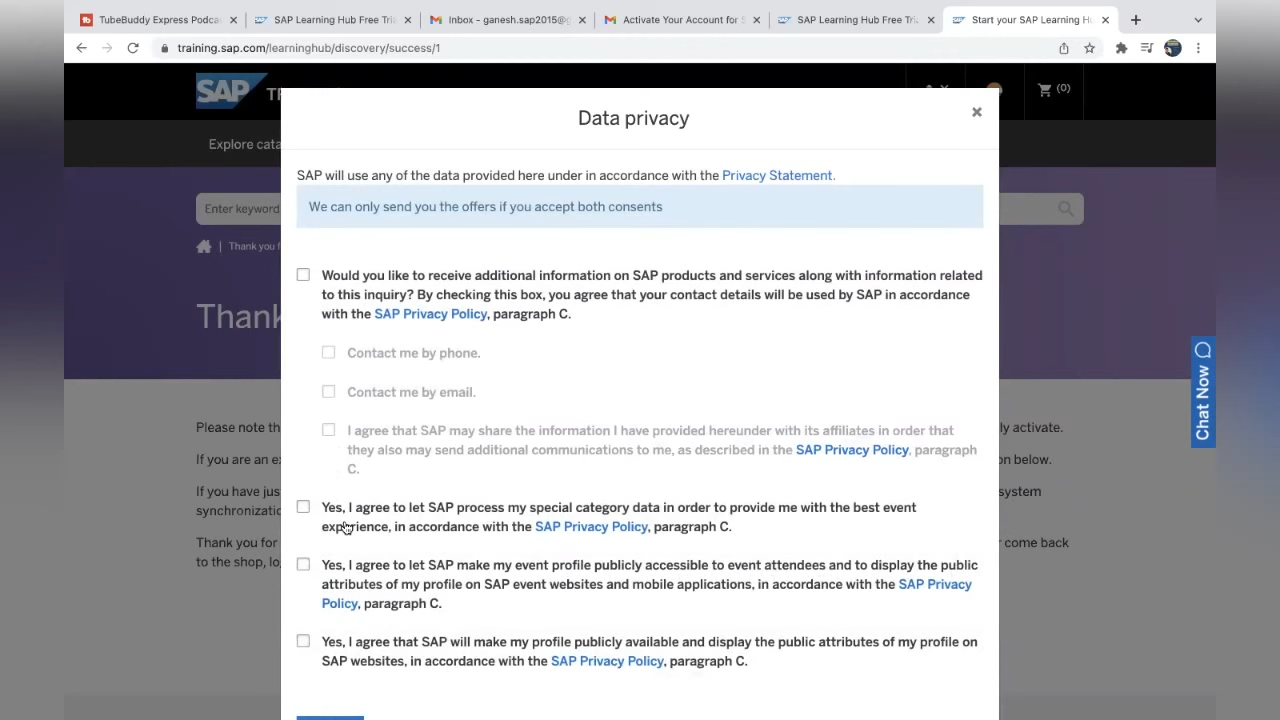 TubeBuddy Express Podca
SAP Learning Hub Free Tri
Inbox - ganesh.sap2015@g
Activate Your Account for S
SAP Learning Hub Free Tri
Start your SAP Learning H
training.sap.com/learninghub/discovery/success/1
SAP
(0)
Explore cata
Enter keyword
Thank you f
Thank
Data privacy
SAP will use any of the data provided here under in accordance with the Privacy Statement.
We can only send you the offers if you accept both consents
Would you like to receive additional information on SAP products and services along with information related
to this inquiry? By checking this box, you agree that your contact details will be used by SAP in accordance
with the SAP Privacy Policy, paragraph C.
Contact me by phone.
Contact me by email.
I agree that SAP may share the information I have provided hereunder with its affiliates in order that
they also may send additional communications to me, as described in the SAP Privacy Policy, paragraph
C.
Yes, I agree to let SAP process my special category data in order to provide me with the best event
experience, in accordance with the SAP Privacy Policy, paragraph C.
Yes, I agree to let SAP make my event profile publicly accessible to event attendees and to display the public
attributes of my profile on SAP event websites and mobile applications, in accordance with the SAP Privacy
Policy, paragraph C.
Yes, I agree that SAP will make my profile publicly available and display the public attributes of my profile on
SAP websites, in accordance with the SAP Privacy Policy, paragraph C.
Please note th
ly activate.
If you are an e
on below.
If you have jus
system
synchronizatio
Thank you for
r come back
to the shop, lo
Chat Now